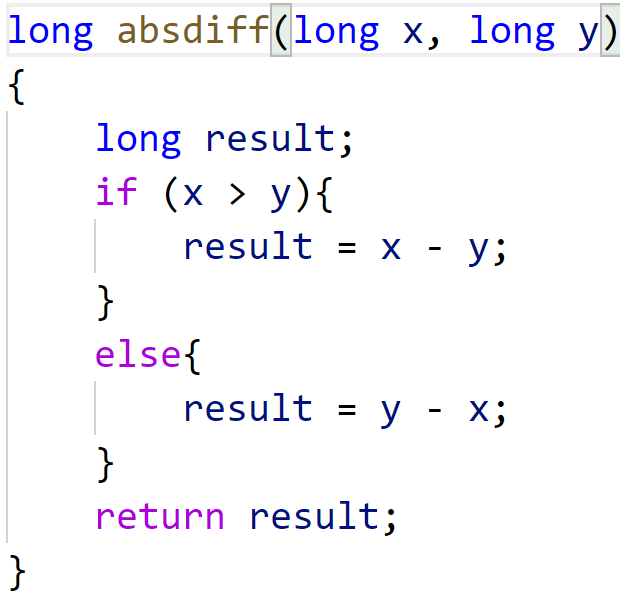 long absdiff(long x, long y)
{
    long result;
    if (x > y){
        result = x - y;
    }
    else{
        result = y - x;
    }
    return result;
}